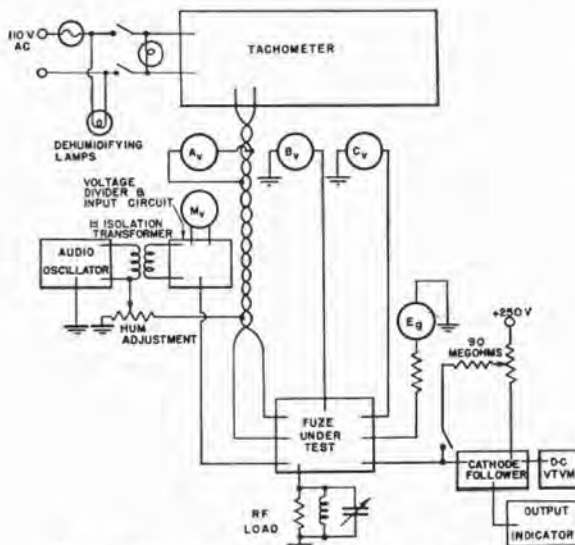 110 V
AC
TACHOMETER
DEHUMIDIFYING
LAMPS
AV
BV
CV
VOLTAGE
DIVIDER &
INPUT CIRCUIT
MV
1:1 ISOLATION
TRANSFORMER
AUDIO
OSCILLATOR
HUM
ADJUSTMENT
Eg
+250 V
90
MEGOHMS
FUZE
UNDER
TEST
CATHODE
FOLLOWER
D-C
VTVM
RF
LOAD
OUTPUT
INDICATOR